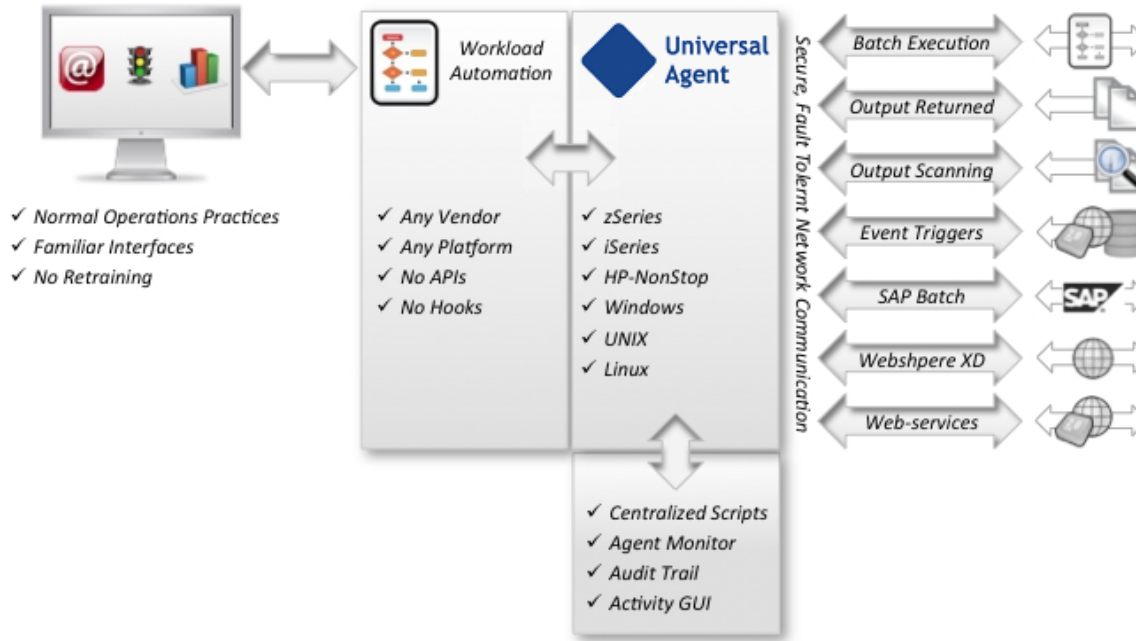 Workload
Automation
Universal
Agent
✓ Normal Operations Practices
✓ Familiar Interfaces
✓ No Retraining
✓ Any Vendor
✓ Any Platform
✓ No APIs
✓ No Hooks
✓ zSeries
✓ iSeries
✓ HP-NonStop
✓ Windows
✓ UNIX
✓ Linux
✓ Centralized Scripts
✓ Agent Monitor
✓ Audit Trail
✓ Activity GUI
Secure, Fault Tolernt Network Communication
Batch Execution
Output Returned
Output Scanning
Event Triggers
SAP Batch
SAP
Webshpere XD
Web-services
@